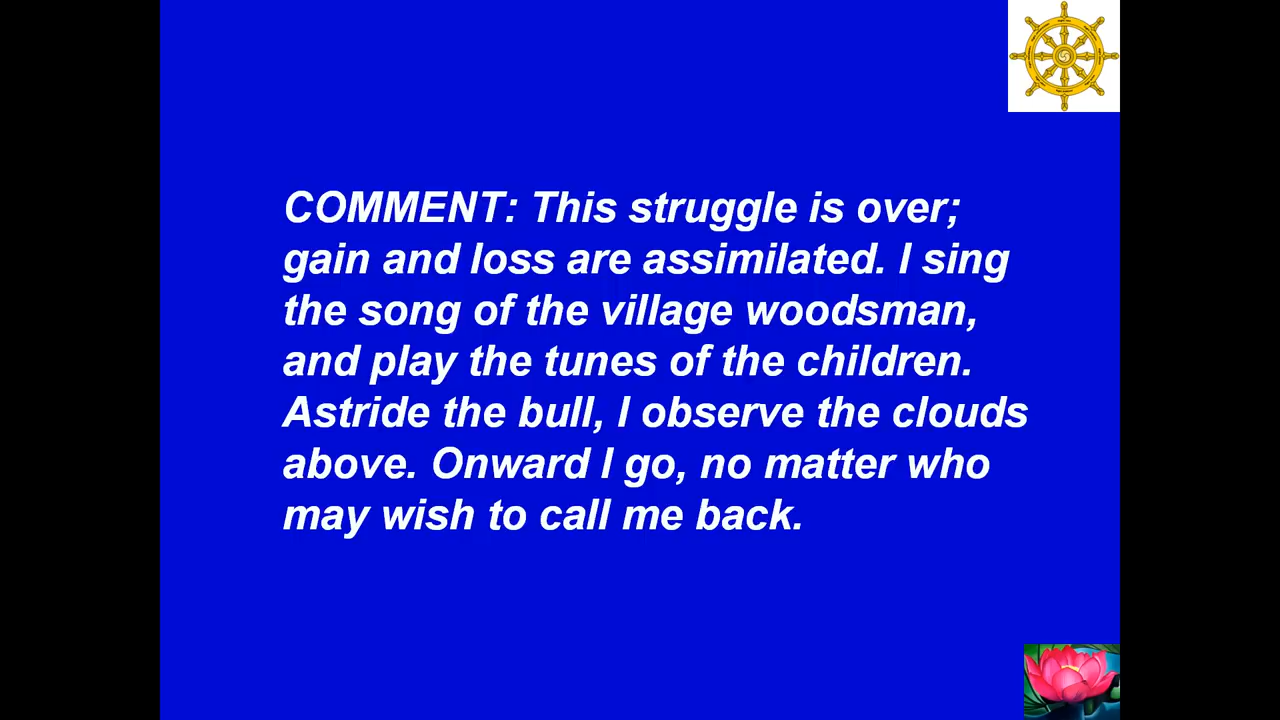 COMMENT: This struggle is over;
gain and loss are assimilated. I sing
the song of the village woodsman,
and play the tunes of the children.
Astride the bull, I observe the clouds
above. Onward I go, no matter who
may wish to call me back.